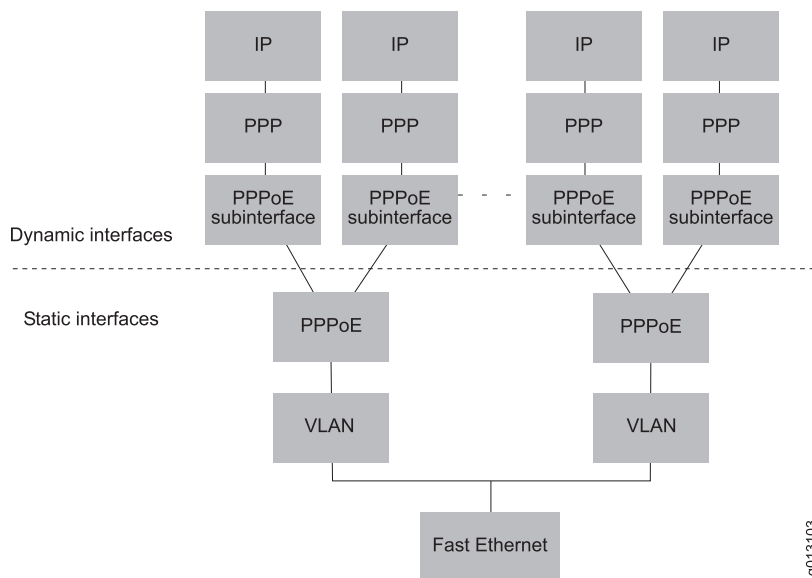 IP
IP
IP
IP
PPP
PPP
PPP
PPP
PPPoE
subinterface
PPPoE
subinterface
PPPoE
subinterface
PPPoE
subinterface
Dynamic interfaces
Static interfaces
PPPoE
PPPoE
VLAN
VLAN
Fast Ethernet
g013103